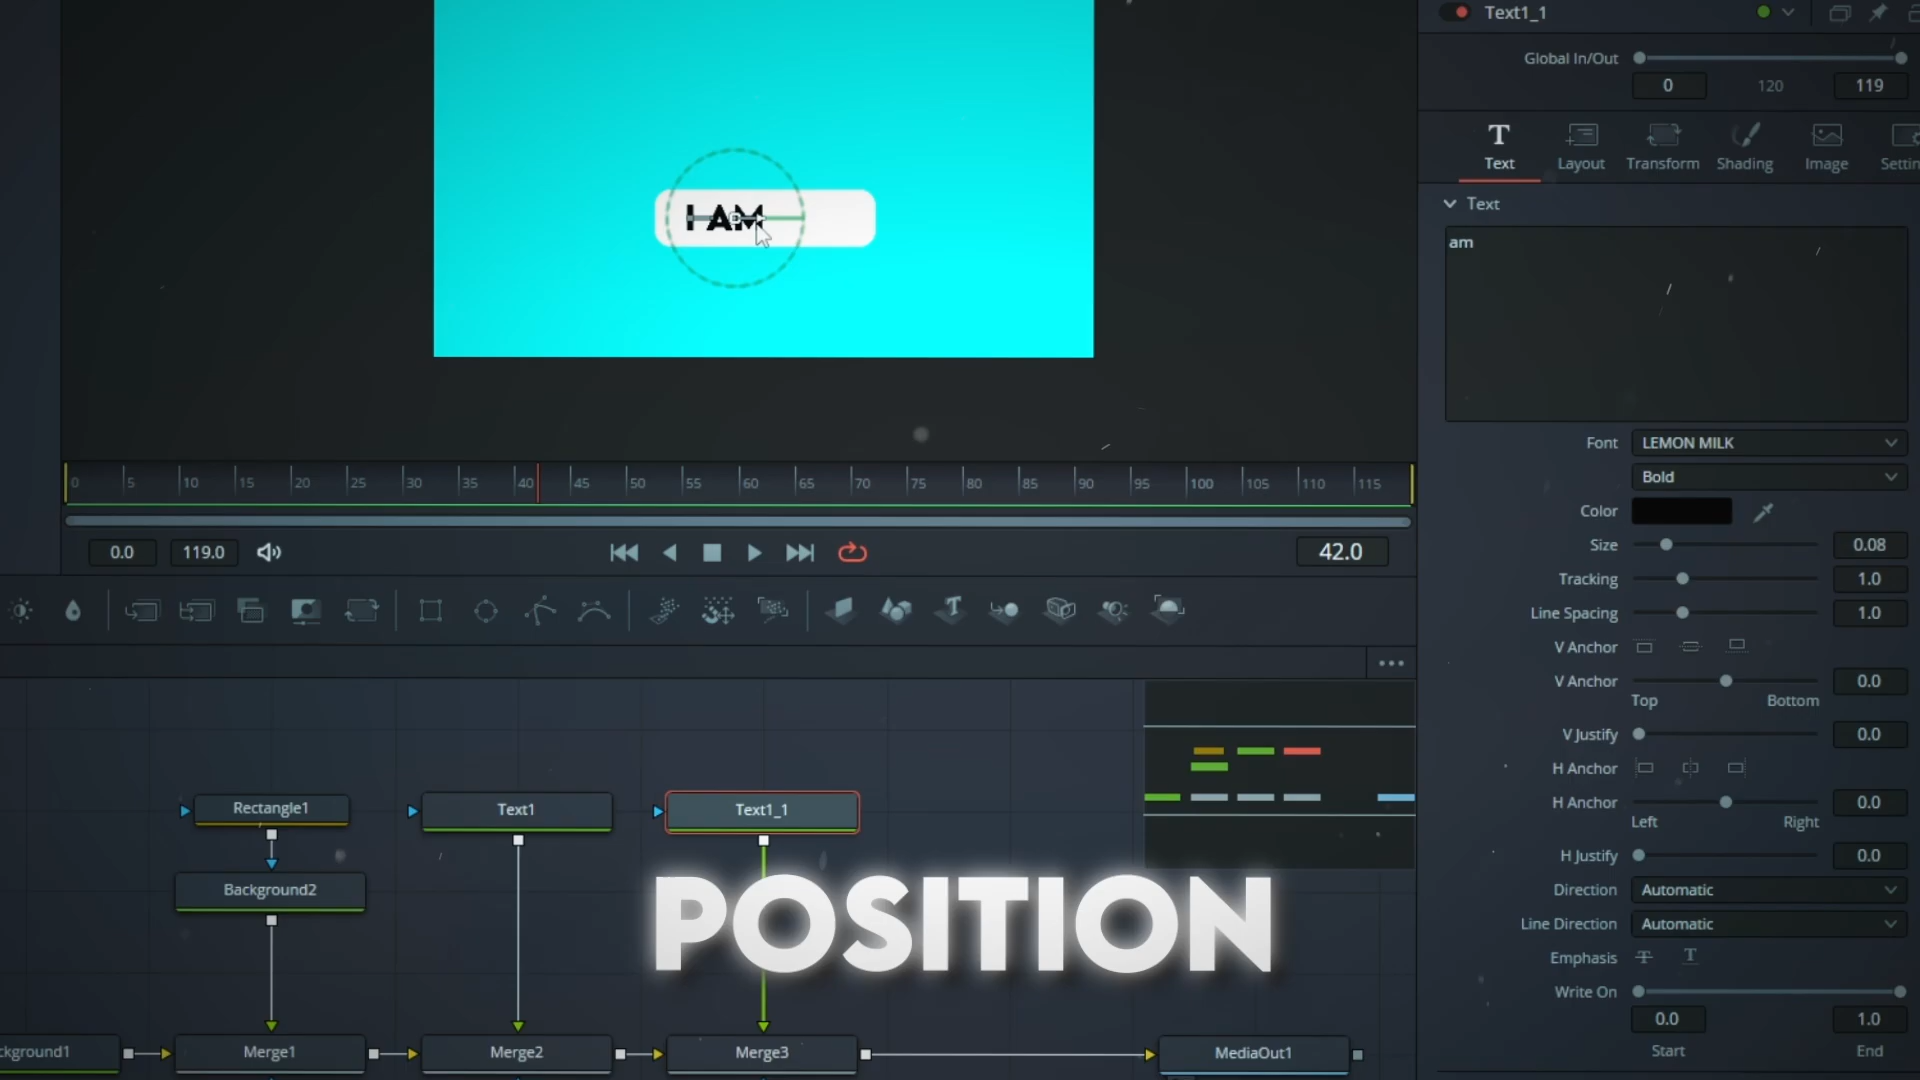 Text1_1
Global In/Out
0 120 119
Text Layout Transform Shading Image Settin
Text
am
I AM
Font LEMON MILK
Bold
Color
Size 0.08
Tracking 1.0
Line Spacing 1.0
V Anchor
V Anchor 0.0
Top Bottom
V Justify 0.0
H Anchor
H Anchor 0.0
Left Right
H Justify 0.0
Direction Automatic
Line Direction Automatic
Emphasis T T
Write On
0.0 1.0
Start End
0 5 10 15 20 25 30 35 40 45 50 55 60 65 70 75 80 85 90 95 100 105 110 115
0.0 119.0 42.0
Rectangle1 Text1 Text1_1
Background2
POSITION
ckground1 Merge1 Merge2 Merge3 MediaOut1